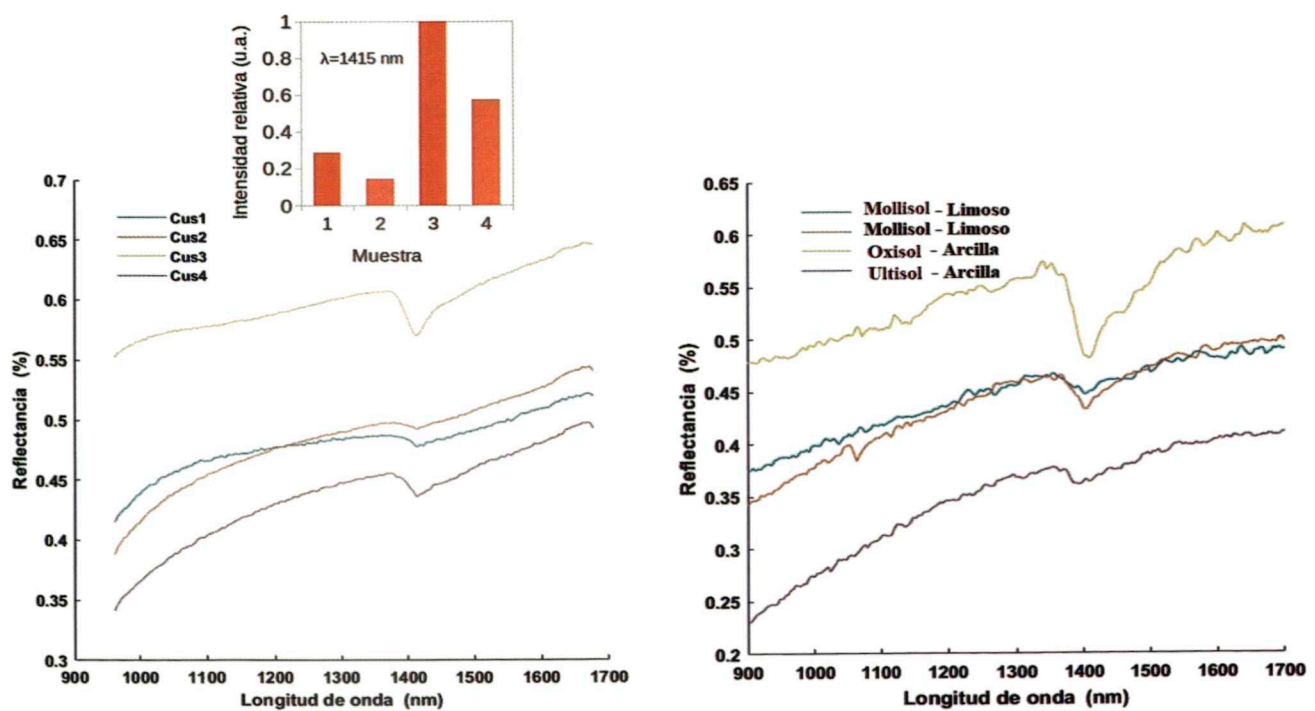 1
0.8
0.6
0.4
0.2
0
Intensidad relativa (u.a.)
λ=1415 nm
1 2 3 4
Muestra
0.7
0.65
0.6
0.55
0.5
0.45
0.4
0.35
0.3
Reflectancia (%)
Cus1
Cus2
Cus3
Cus4
900 1000 1100 1200 1300 1400 1500 1600 1700
Longitud de onda (nm)
0.65
0.6
0.55
0.5
0.45
0.4
0.35
0.3
0.25
0.2
Reflectancia (%)
Mollisol - Limoso
Mollisol - Limoso
Oxisol - Arcilla
Ultisol - Arcilla
900 1000 1100 1200 1300 1400 1500 1600 1700
Longitud de onda (nm)